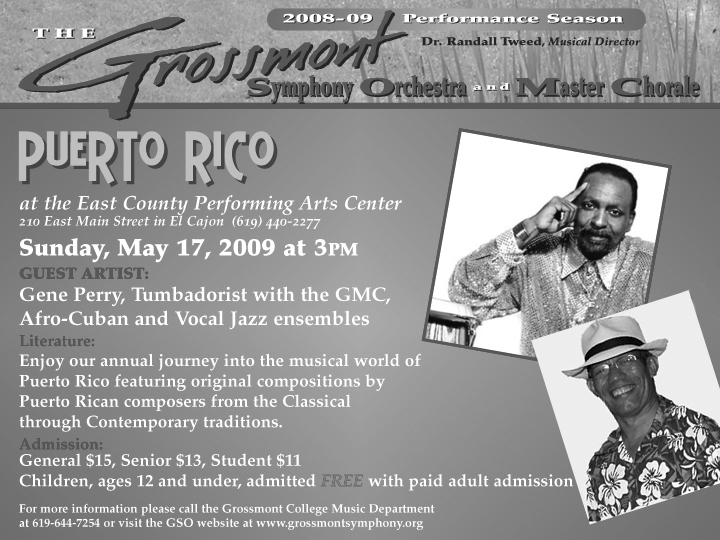 2008-09 Performance Season
THE
Grossmont
Dr. Randall Tweed, Musical Director
Symphony Orchestra and Master Chorale
PUERTO RICO
at the East County Performing Arts Center
210 East Main Street in El Cajon (619) 440-2277
Sunday, May 17, 2009 at 3PM
GUEST ARTIST:
Gene Perry, Tumbadorist with the GMC,
Afro-Cuban and Vocal Jazz ensembles
Literature:
Enjoy our annual journey into the musical world of
Puerto Rico featuring original compositions by
Puerto Rican composers from the Classical
through Contemporary traditions.
Admission:
General $15, Senior $13, Student $11
Children, ages 12 and under, admitted FREE with paid adult admission
For more information please call the Grossmont College Music Department
at 619-644-7254 or visit the GSO website at www.grossmontsymphony.org